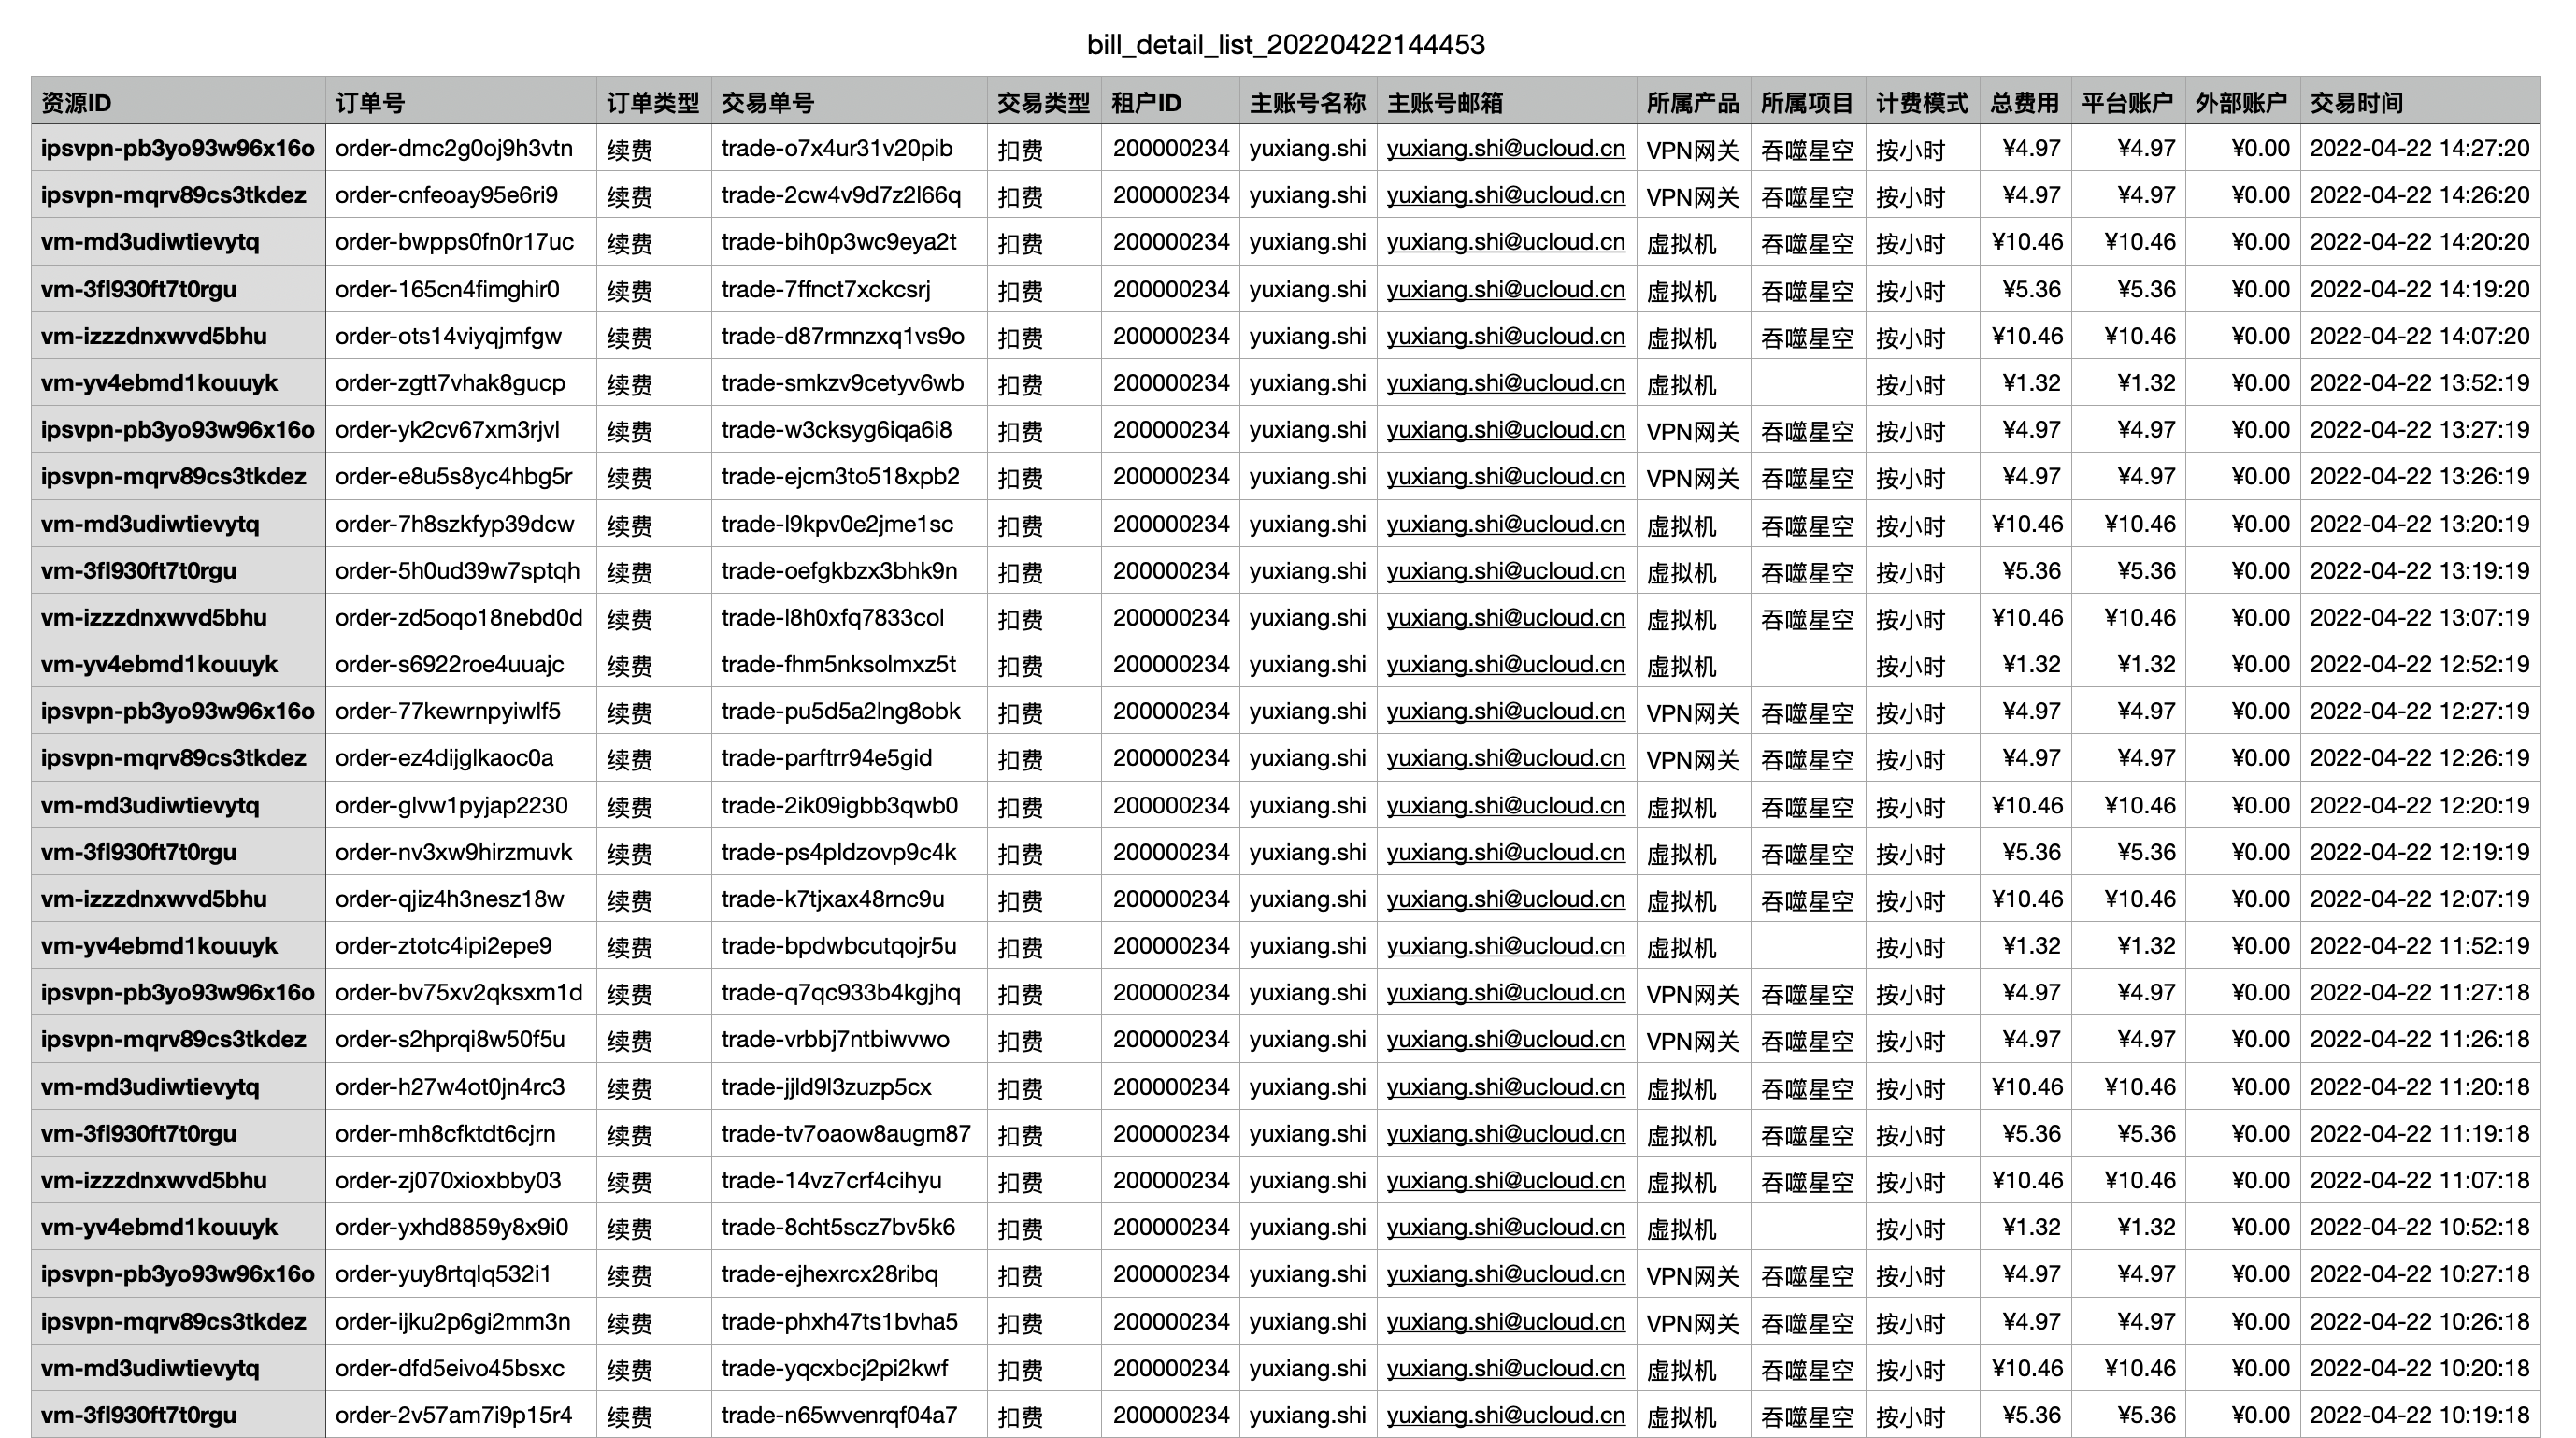 bill_detail_list_20220422144453
资源ID 订单号 订单类型 交易单号 交易类型 租户ID 主账号名称 主账号邮箱 所属产品 所属项目 计费模式 总费用 平台账户 外部账户 交易时间
ipsvpn-pb3yo93w96x16o order-dmc2g0oj9h3vtn 续费 trade-o7x4ur31v20pib 扣费 200000234 yuxiang.shi yuxiang.shi@ucloud.cn VPN网关 吞噬星空 按小时 ¥4.97 ¥4.97 ¥0.00 2022-04-22 14:27:20
ipsvpn-mqrv89cs3tkdez order-cnfeoay95e6ri9 续费 trade-2cw4v9d7z2l66q 扣费 200000234 yuxiang.shi yuxiang.shi@ucloud.cn VPN网关 吞噬星空 按小时 ¥4.97 ¥4.97 ¥0.00 2022-04-22 14:26:20
vm-md3udiwtievytq order-bwpps0fn0r17uc 续费 trade-bih0p3wc9eya2t 扣费 200000234 yuxiang.shi yuxiang.shi@ucloud.cn 虚拟机 吞噬星空 按小时 ¥10.46 ¥10.46 ¥0.00 2022-04-22 14:20:20
vm-3fl930ft7t0rgu order-165cn4fimghir0 续费 trade-7ffnct7xckcsrj 扣费 200000234 yuxiang.shi yuxiang.shi@ucloud.cn 虚拟机 吞噬星空 按小时 ¥5.36 ¥5.36 ¥0.00 2022-04-22 14:19:20
vm-izzzdnxwvd5bhu order-ots14viyqjmfgw 续费 trade-d87rmnzxq1vs9o 扣费 200000234 yuxiang.shi yuxiang.shi@ucloud.cn 虚拟机 吞噬星空 按小时 ¥10.46 ¥10.46 ¥0.00 2022-04-22 14:07:20
vm-yv4ebmd1kouuyk order-zgtt7vhak8gucp 续费 trade-smkzv9cetyv6wb 扣费 200000234 yuxiang.shi yuxiang.shi@ucloud.cn 虚拟机 按小时 ¥1.32 ¥1.32 ¥0.00 2022-04-22 13:52:19
ipsvpn-pb3yo93w96x16o order-yk2cv67xm3rjvl 续费 trade-w3cksyg6iqa6i8 扣费 200000234 yuxiang.shi yuxiang.shi@ucloud.cn VPN网关 吞噬星空 按小时 ¥4.97 ¥4.97 ¥0.00 2022-04-22 13:27:19
ipsvpn-mqrv89cs3tkdez order-e8u5s8yc4hbg5r 续费 trade-ejcm3to518xpb2 扣费 200000234 yuxiang.shi yuxiang.shi@ucloud.cn VPN网关 吞噬星空 按小时 ¥4.97 ¥4.97 ¥0.00 2022-04-22 13:26:19
vm-md3udiwtievytq order-7h8szkfyp39dcw 续费 trade-l9kpv0e2jme1sc 扣费 200000234 yuxiang.shi yuxiang.shi@ucloud.cn 虚拟机 吞噬星空 按小时 ¥10.46 ¥10.46 ¥0.00 2022-04-22 13:20:19
vm-3fl930ft7t0rgu order-5h0ud39w7sptqh 续费 trade-oefgkbzx3bhk9n 扣费 200000234 yuxiang.shi yuxiang.shi@ucloud.cn 虚拟机 吞噬星空 按小时 ¥5.36 ¥5.36 ¥0.00 2022-04-22 13:19:19
vm-izzzdnxwvd5bhu order-zd5oqo18nebd0d 续费 trade-l8h0xfq7833col 扣费 200000234 yuxiang.shi yuxiang.shi@ucloud.cn 虚拟机 吞噬星空 按小时 ¥10.46 ¥10.46 ¥0.00 2022-04-22 13:07:19
vm-yv4ebmd1kouuyk order-s6922roe4uuajc 续费 trade-fhm5nksolmxz5t 扣费 200000234 yuxiang.shi yuxiang.shi@ucloud.cn 虚拟机 按小时 ¥1.32 ¥1.32 ¥0.00 2022-04-22 12:52:19
ipsvpn-pb3yo93w96x16o order-77kewrnpyiwlf5 续费 trade-pu5d5a2lng8obk 扣费 200000234 yuxiang.shi yuxiang.shi@ucloud.cn VPN网关 吞噬星空 按小时 ¥4.97 ¥4.97 ¥0.00 2022-04-22 12:27:19
ipsvpn-mqrv89cs3tkdez order-ez4dijglkaoc0a 续费 trade-parftrr94e5gid 扣费 200000234 yuxiang.shi yuxiang.shi@ucloud.cn VPN网关 吞噬星空 按小时 ¥4.97 ¥4.97 ¥0.00 2022-04-22 12:26:19
vm-md3udiwtievytq order-glvw1pyjap2230 续费 trade-2ik09igbb3qwb0 扣费 200000234 yuxiang.shi yuxiang.shi@ucloud.cn 虚拟机 吞噬星空 按小时 ¥10.46 ¥10.46 ¥0.00 2022-04-22 12:20:19
vm-3fl930ft7t0rgu order-nv3xw9hirzmuvk 续费 trade-ps4pldzovp9c4k 扣费 200000234 yuxiang.shi yuxiang.shi@ucloud.cn 虚拟机 吞噬星空 按小时 ¥5.36 ¥5.36 ¥0.00 2022-04-22 12:19:19
vm-izzzdnxwvd5bhu order-qjiz4h3nesz18w 续费 trade-k7tjxax48rnc9u 扣费 200000234 yuxiang.shi yuxiang.shi@ucloud.cn 虚拟机 吞噬星空 按小时 ¥10.46 ¥10.46 ¥0.00 2022-04-22 12:07:19
vm-yv4ebmd1kouuyk order-ztotc4ipi2epe9 续费 trade-bpdwbcutqojr5u 扣费 200000234 yuxiang.shi yuxiang.shi@ucloud.cn 虚拟机 按小时 ¥1.32 ¥1.32 ¥0.00 2022-04-22 11:52:19
ipsvpn-pb3yo93w96x16o order-bv75xv2qksxm1d 续费 trade-q7qc933b4kgjhq 扣费 200000234 yuxiang.shi yuxiang.shi@ucloud.cn VPN网关 吞噬星空 按小时 ¥4.97 ¥4.97 ¥0.00 2022-04-22 11:27:18
ipsvpn-mqrv89cs3tkdez order-s2hprqi8w50f5u 续费 trade-vrbbj7ntbiwvwo 扣费 200000234 yuxiang.shi yuxiang.shi@ucloud.cn VPN网关 吞噬星空 按小时 ¥4.97 ¥4.97 ¥0.00 2022-04-22 11:26:18
vm-md3udiwtievytq order-h27w4ot0jn4rc3 续费 trade-jjld9l3zuzp5cx 扣费 200000234 yuxiang.shi yuxiang.shi@ucloud.cn 虚拟机 吞噬星空 按小时 ¥10.46 ¥10.46 ¥0.00 2022-04-22 11:20:18
vm-3fl930ft7t0rgu order-mh8cfktdt6cjrn 续费 trade-tv7oaow8augm87 扣费 200000234 yuxiang.shi yuxiang.shi@ucloud.cn 虚拟机 吞噬星空 按小时 ¥5.36 ¥5.36 ¥0.00 2022-04-22 11:19:18
vm-izzzdnxwvd5bhu order-zj070xioxbby03 续费 trade-14vz7crf4cihyu 扣费 200000234 yuxiang.shi yuxiang.shi@ucloud.cn 虚拟机 吞噬星空 按小时 ¥10.46 ¥10.46 ¥0.00 2022-04-22 11:07:18
vm-yv4ebmd1kouuyk order-yxhd8859y8x9i0 续费 trade-8cht5scz7bv5k6 扣费 200000234 yuxiang.shi yuxiang.shi@ucloud.cn 虚拟机 按小时 ¥1.32 ¥1.32 ¥0.00 2022-04-22 10:52:18
ipsvpn-pb3yo93w96x16o order-yuy8rtqlq532i1 续费 trade-ejhexrcx28ribq 扣费 200000234 yuxiang.shi yuxiang.shi@ucloud.cn VPN网关 吞噬星空 按小时 ¥4.97 ¥4.97 ¥0.00 2022-04-22 10:27:18
ipsvpn-mqrv89cs3tkdez order-ijku2p6gi2mm3n 续费 trade-phxh47ts1bvha5 扣费 200000234 yuxiang.shi yuxiang.shi@ucloud.cn VPN网关 吞噬星空 按小时 ¥4.97 ¥4.97 ¥0.00 2022-04-22 10:26:18
vm-md3udiwtievytq order-dfd5eivo45bsxc 续费 trade-yqcxbcj2pi2kwf 扣费 200000234 yuxiang.shi yuxiang.shi@ucloud.cn 虚拟机 吞噬星空 按小时 ¥10.46 ¥10.46 ¥0.00 2022-04-22 10:20:18
vm-3fl930ft7t0rgu order-2v57am7i9p15r4 续费 trade-n65wvenrqf04a7 扣费 200000234 yuxiang.shi yuxiang.shi@ucloud.cn 虚拟机 吞噬星空 按小时 ¥5.36 ¥5.36 ¥0.00 2022-04-22 10:19:18